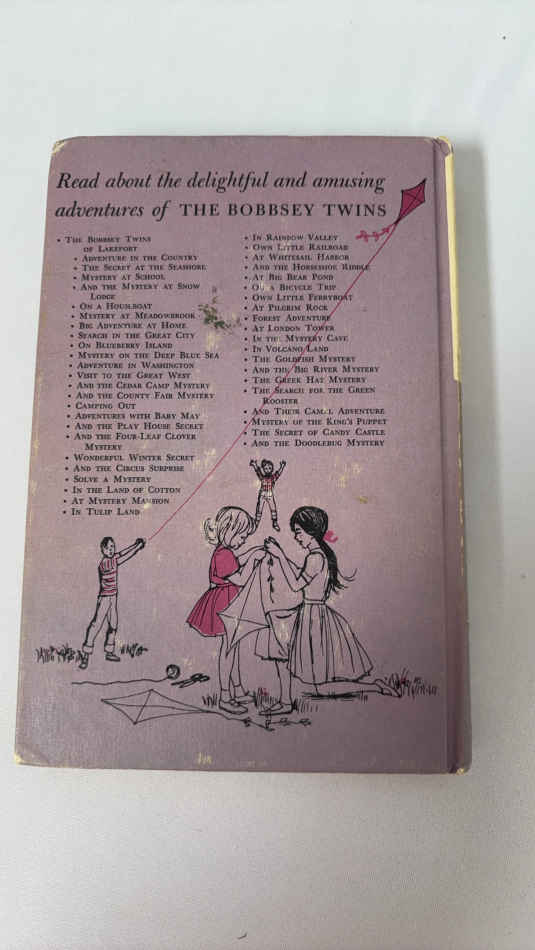 Read about the delightful and amusing
adventures of THE BOBBSEY TWINS
• THE BOBBSEY TWINS
OF LAKEPORT
• ADVENTURE IN THE COUNTRY
• THE SECRET AT THE SEASHORE
• MYSTERY AT SCHOOL
• AND THE MYSTERY AT SNOW
LODGE
• ON A HOUSEBOAT
• MYSTERY AT MEADOWBROOK
• BIG ADVENTURE AT HOME
• SEARCH IN THE GREAT CITY
• ON BLUEBERRY ISLAND
• MYSTERY ON THE DEEP BLUE SEA
• ADVENTURE IN WASHINGTON
• VISIT TO THE GREAT WEST
• AND THE CEDAR CAMP MYSTERY
• AND THE COUNTY FAIR MYSTERY
• CAMPING OUT
• ADVENTURES WITH BABY MAY
• AND THE PLAY HOUSE SECRET
• AND THE FOUR-LEAF CLOVER
MYSTERY
• WONDERFUL WINTER SECRET
• AND THE CIRCUS SURPRISE
• SOLVE A MYSTERY
• IN THE LAND OF COTTON
• AT MYSTERY MANSION
• IN TULIP LAND
• IN RAINBOW VALLEY
• OWN LITTLE RAILROAD
• AT WHITESAIL HARBOR
• AND THE HORSESHOE RIDDLE
• AT BIG BEAR POND
• ON A BICYCLE TRIP
• OWN LITTLE FERRYBOAT
• AT PILGRIM ROCK
• FOREST ADVENTURE
• AT LONDON TOWER
• IN THE MYSTERY CAVE
• IN VOLCANO LAND
• THE GOLDFISH MYSTERY
• AND THE BIG RIVER MYSTERY
• THE GREEK HAT MYSTERY
• THE SEARCH FOR THE GREEN
ROOSTER
• AND THEIR CAMEL ADVENTURE
• MYSTERY OF THE KING'S PUPPET
• THE SECRET OF CANDY CASTLE
• AND THE DOODLEBUG MYSTERY